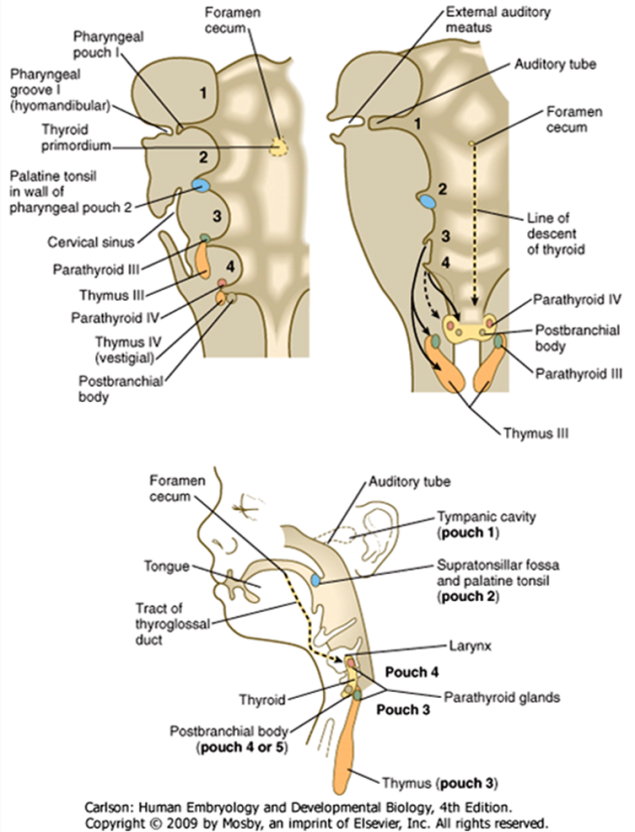 Foramen
cecum
Pharyngeal
pouch I
Pharyngeal
groove I
(hyomandibular)
Thyroid
primordium
Palatine tonsil
in wall of
pharyngeal pouch 2
Cervical sinus
Parathyroid III
Thymus III
Parathyroid IV
Thymus IV
(vestigial)
Postbranchial
body
1
2
3
4
External auditory
meatus
Auditory tube
Foramen
cecum
Line of
descent
of thyroid
Parathyroid IV
Postbranchial
body
Parathyroid III
Thymus III
1
2
3
4
Foramen
cecum
Tongue
Tract of
thyroglossal
duct
Thyroid
Postbranchial body
(pouch 4 or 5)
Auditory tube
Tympanic cavity
(pouch 1)
Supratonsillar fossa
and palatine tonsil
(pouch 2)
Larynx
Pouch 4
Parathyroid glands
Pouch 3
Thymus (pouch 3)
Carlson: Human Embryology and Developmental Biology, 4th Edition.
Copyright © 2009 by Mosby, an imprint of Elsevier, Inc. All rights reserved.